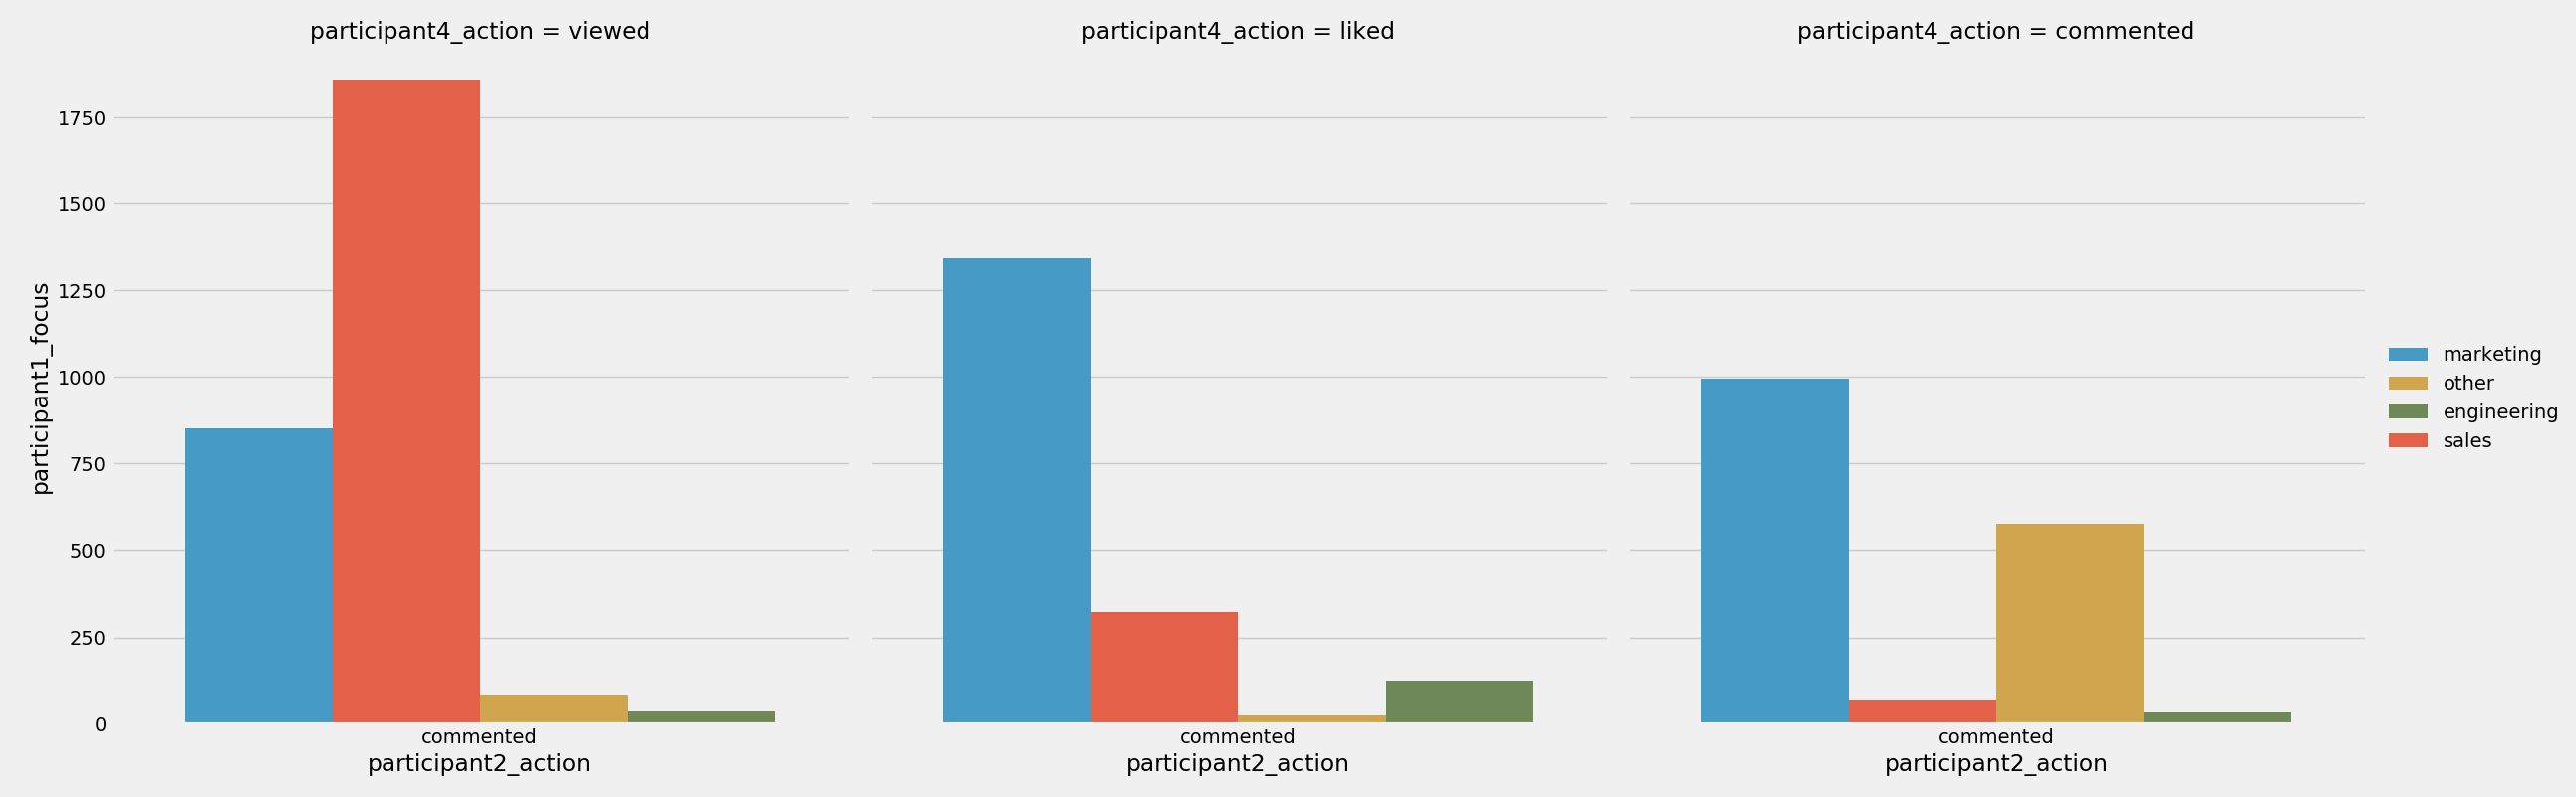 participant4_action = viewed
participant4_action = liked
participant4_action = commented
participant1_focus
1750
1500
1250
1000
750
500
250
0
commented
commented
commented
participant2_action
participant2_action
participant2_action
marketing
other
engineering
sales